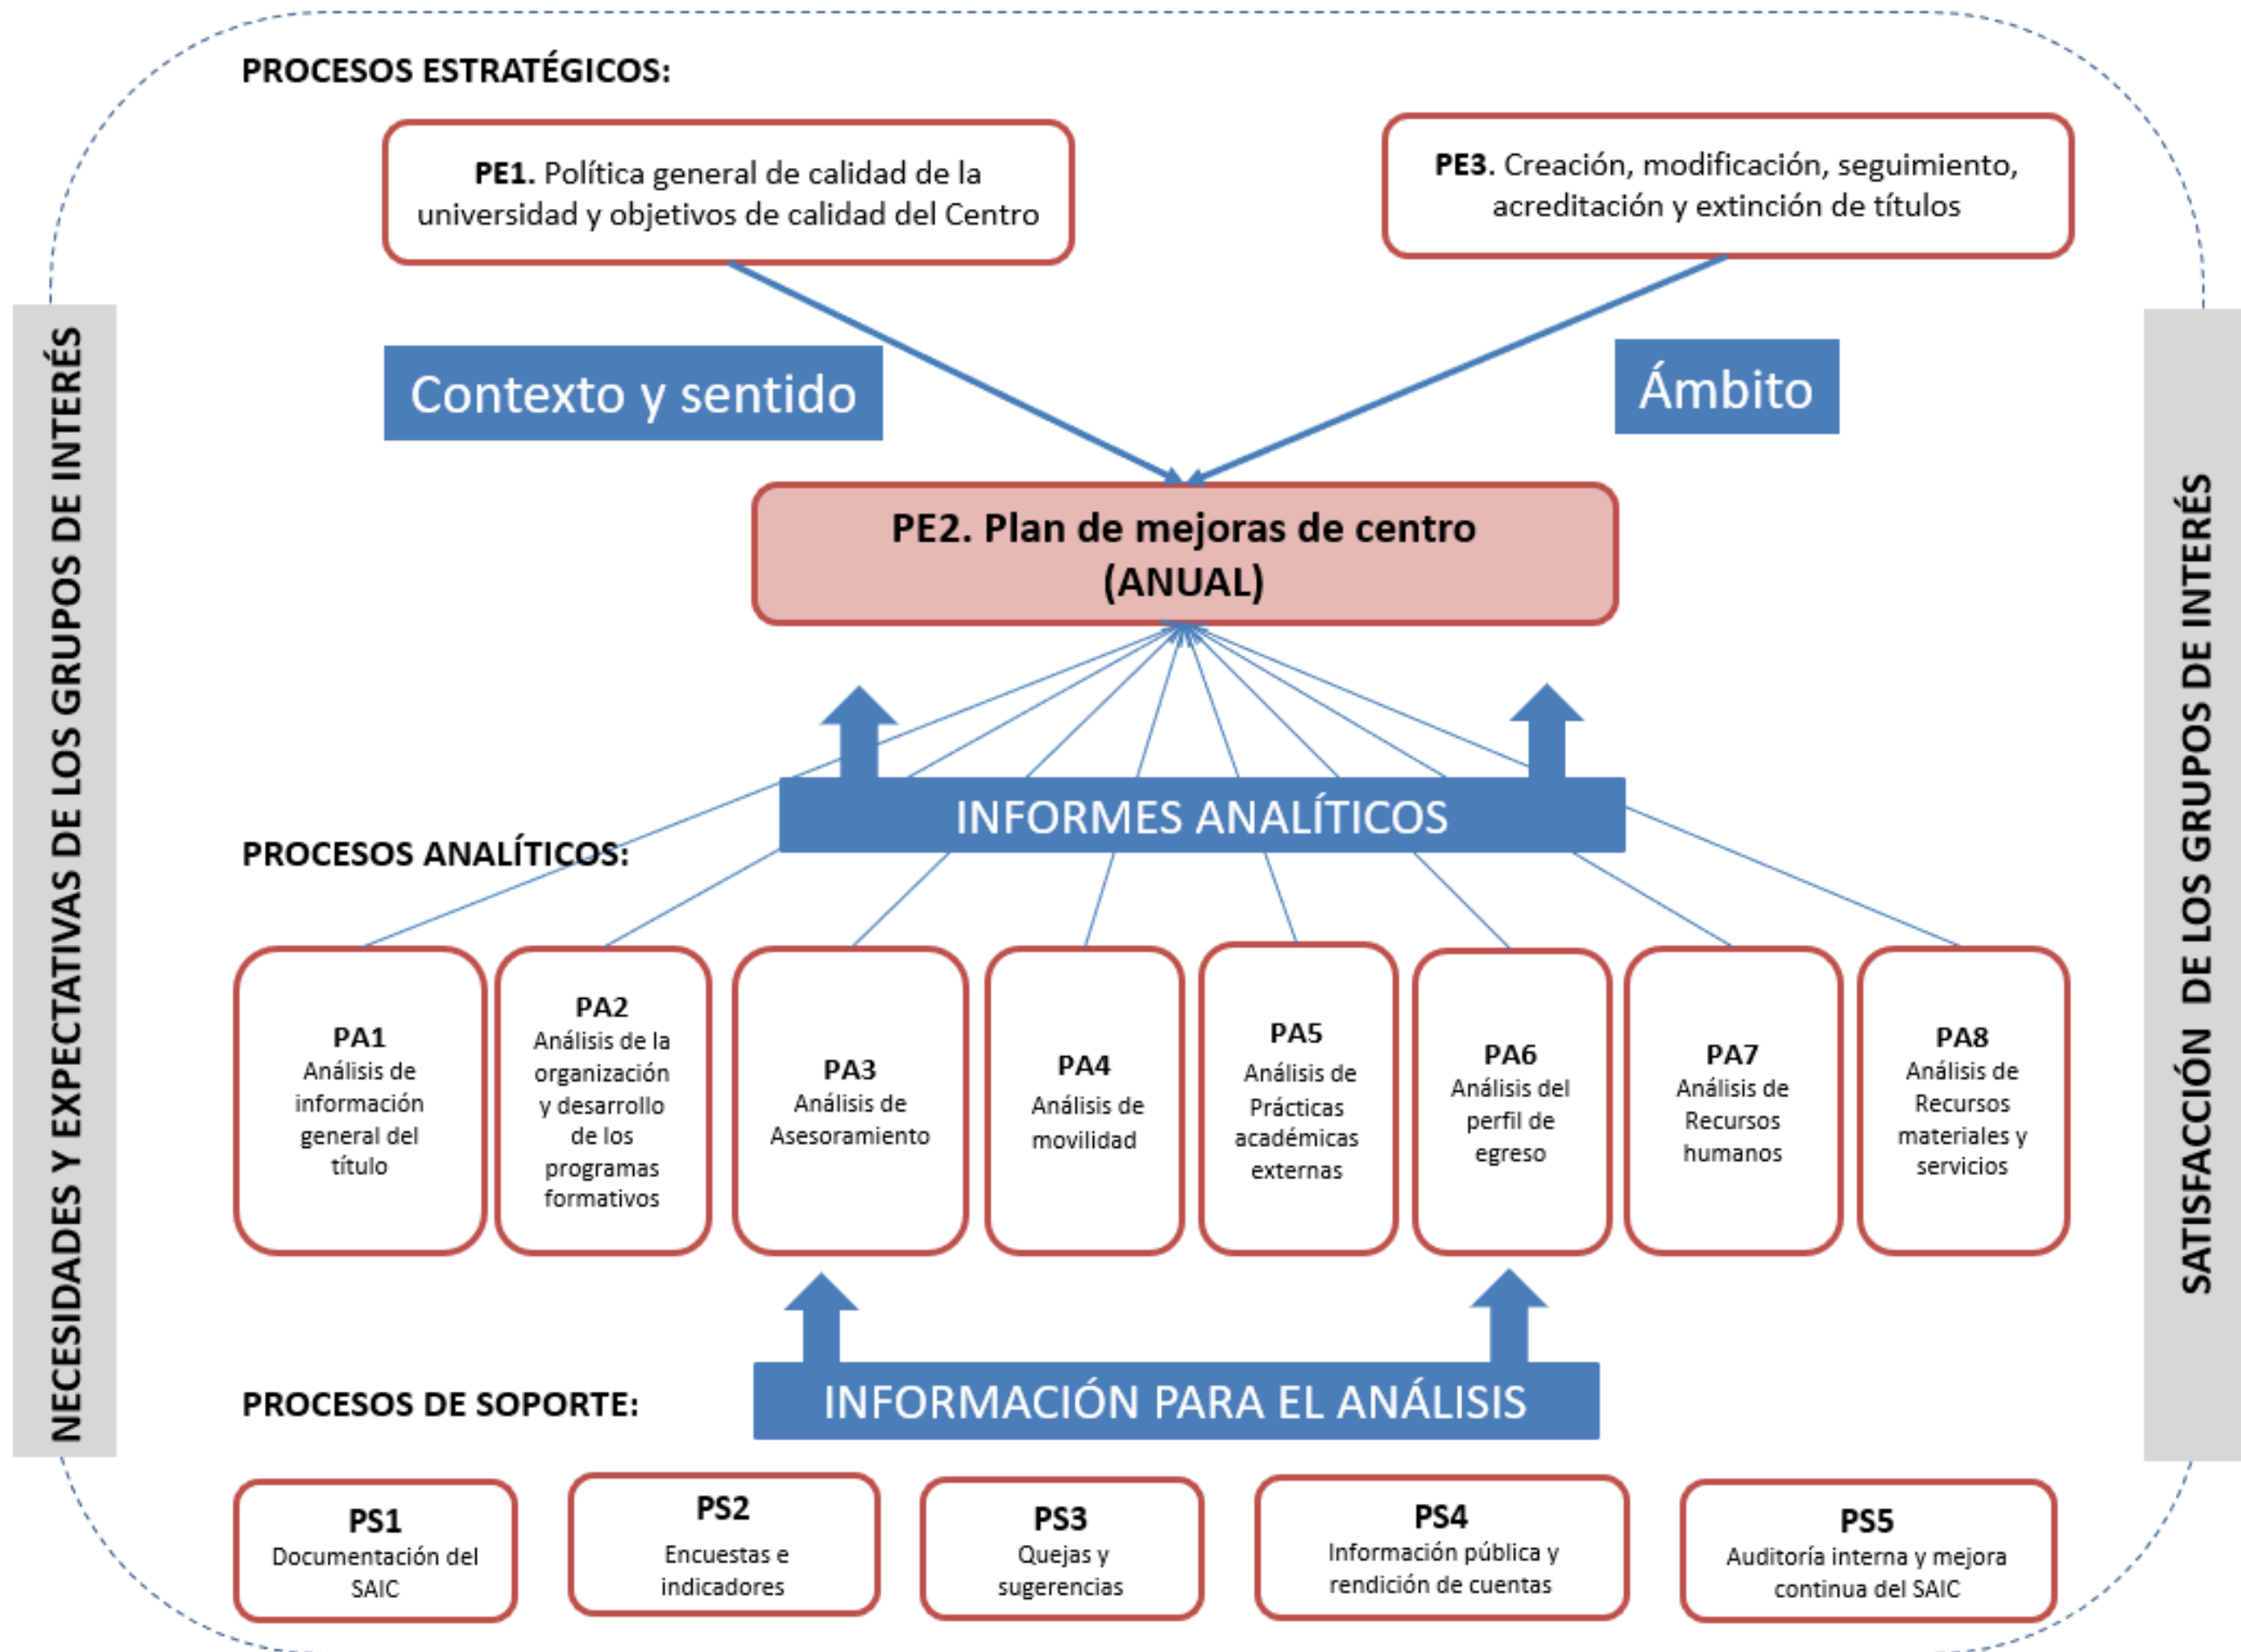 PROCESOS ESTRATÉGICOS:
PE1. Política general de calidad de la
universidad y objetivos de calidad del Centro
PE3. Creación, modificación, seguimiento,
acreditación y extinción de títulos
Contexto y sentido
Ámbito
NECESIDADES Y EXPECTATIVAS DE LOS GRUPOS DE INTERÉS
SATISFACCIÓN DE LOS GRUPOS DE INTERÉS
PE2. Plan de mejoras de centro
(ANUAL)
INFORMES ANALÍTICOS
PROCESOS ANALÍTICOS:
PA1
Análisis de
información
general del
título
PA2
Análisis de la
organización
y desarrollo
de los
programas
formativos
PA3
Análisis de
Asesoramiento
PA4
Análisis de
movilidad
PA5
Análisis de
Prácticas
académicas
externas
PA6
Análisis del
perfil de
egreso
PA7
Análisis de
Recursos
humanos
PA8
Análisis de
Recursos
materiales y
servicios
INFORMACIÓN PARA EL ANÁLISIS
PROCESOS DE SOPORTE:
PS1
Documentación del
SAIC
PS2
Encuestas e
indicadores
PS3
Quejas y
sugerencias
PS4
Información pública y
rendición de cuentas
PS5
Auditoría interna y mejora
continua del SAIC